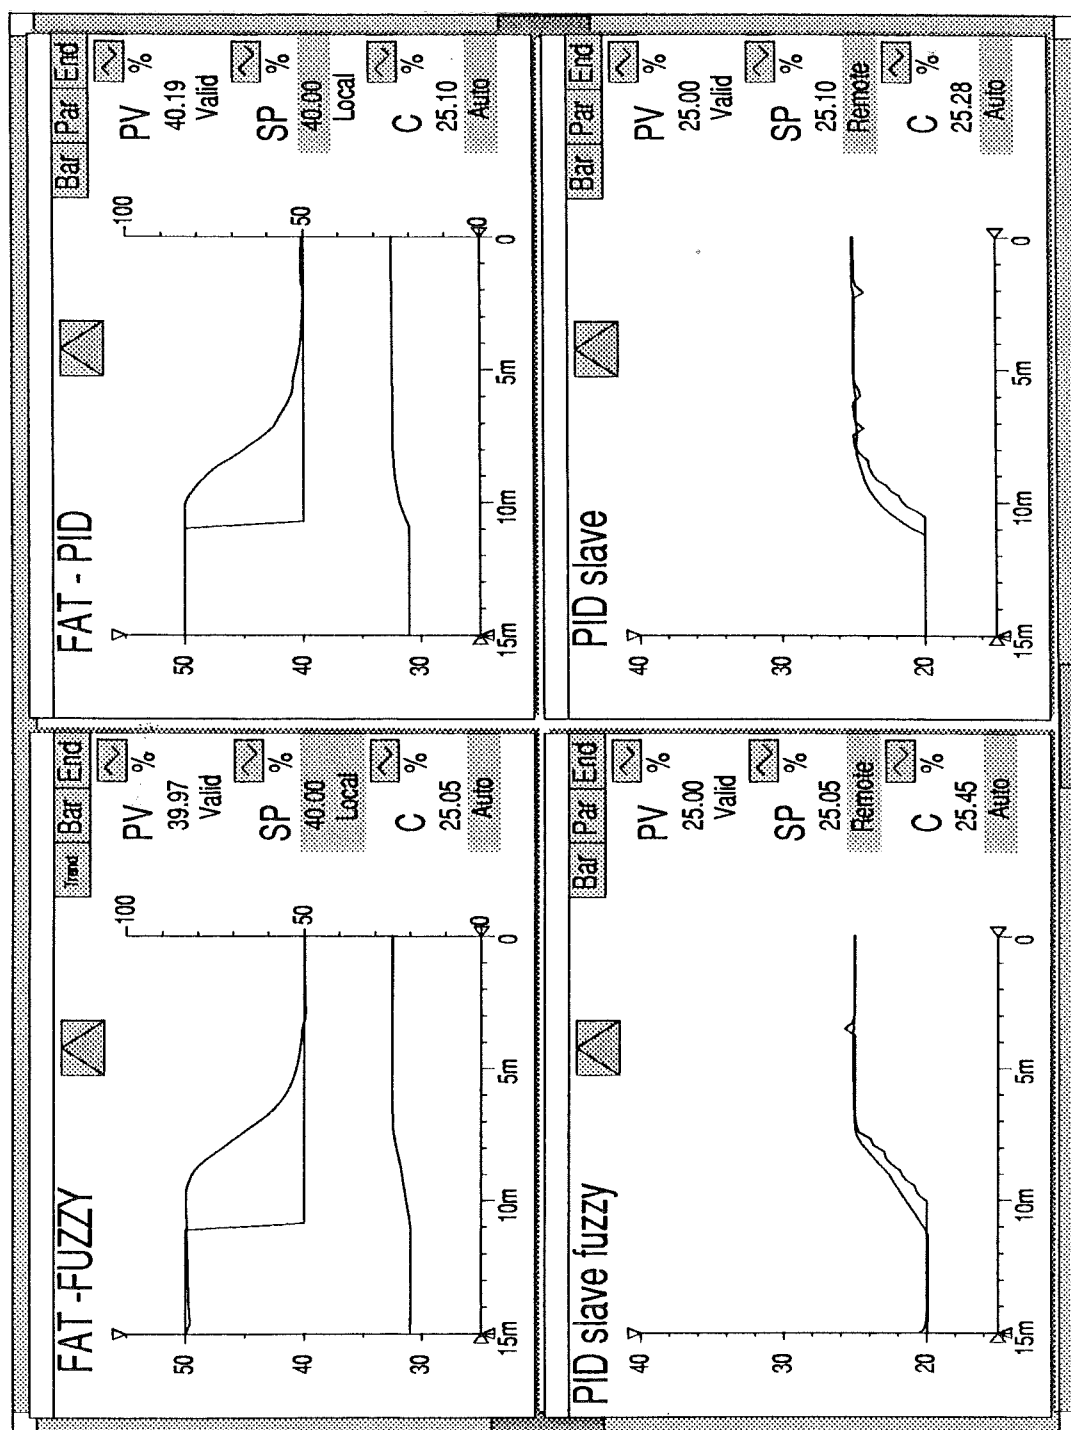 FAT -FUZZY
Trend Bar End
100
50
0
50
40
30
15m 10m 5m 0
PV %
39.97
Valid
SP %
40.00
Local
C %
25.05
Auto
FAT - PID
Bar Par End
100
50
0
50
40
30
15m 10m 5m 0
PV %
40.19
Valid
SP %
40.00
Local
C %
25.10
Auto
PID slave fuzzy
Bar Par End
40
30
20
15m 10m 5m 0
PV %
25.00
Valid
SP %
25.05
Remote
C %
25.45
Auto
PID slave
Bar Par End
40
30
20
15m 10m 5m 0
PV %
25.00
Valid
SP %
25.10
Remote
C %
25.28
Auto